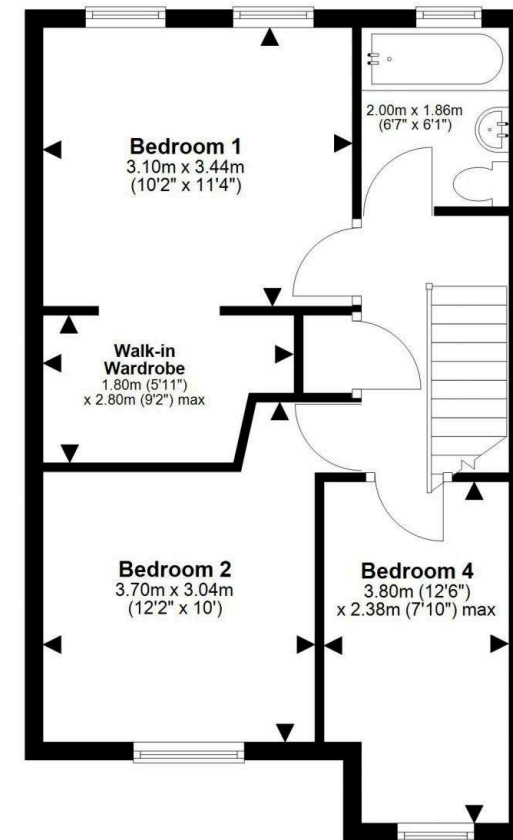 2.00m x 1.86m
(6'7" x 6'1")
Bedroom 1
3.10m x 3.44m
(10'2" x 11'4")
Walk-in
Wardrobe
1.80m (5'11")
x 2.80m (9'2") max
Bedroom 2
3.70m x 3.04m
(12'2" x 10')
Bedroom 4
3.80m (12'6")
x 2.38m (7'10") max